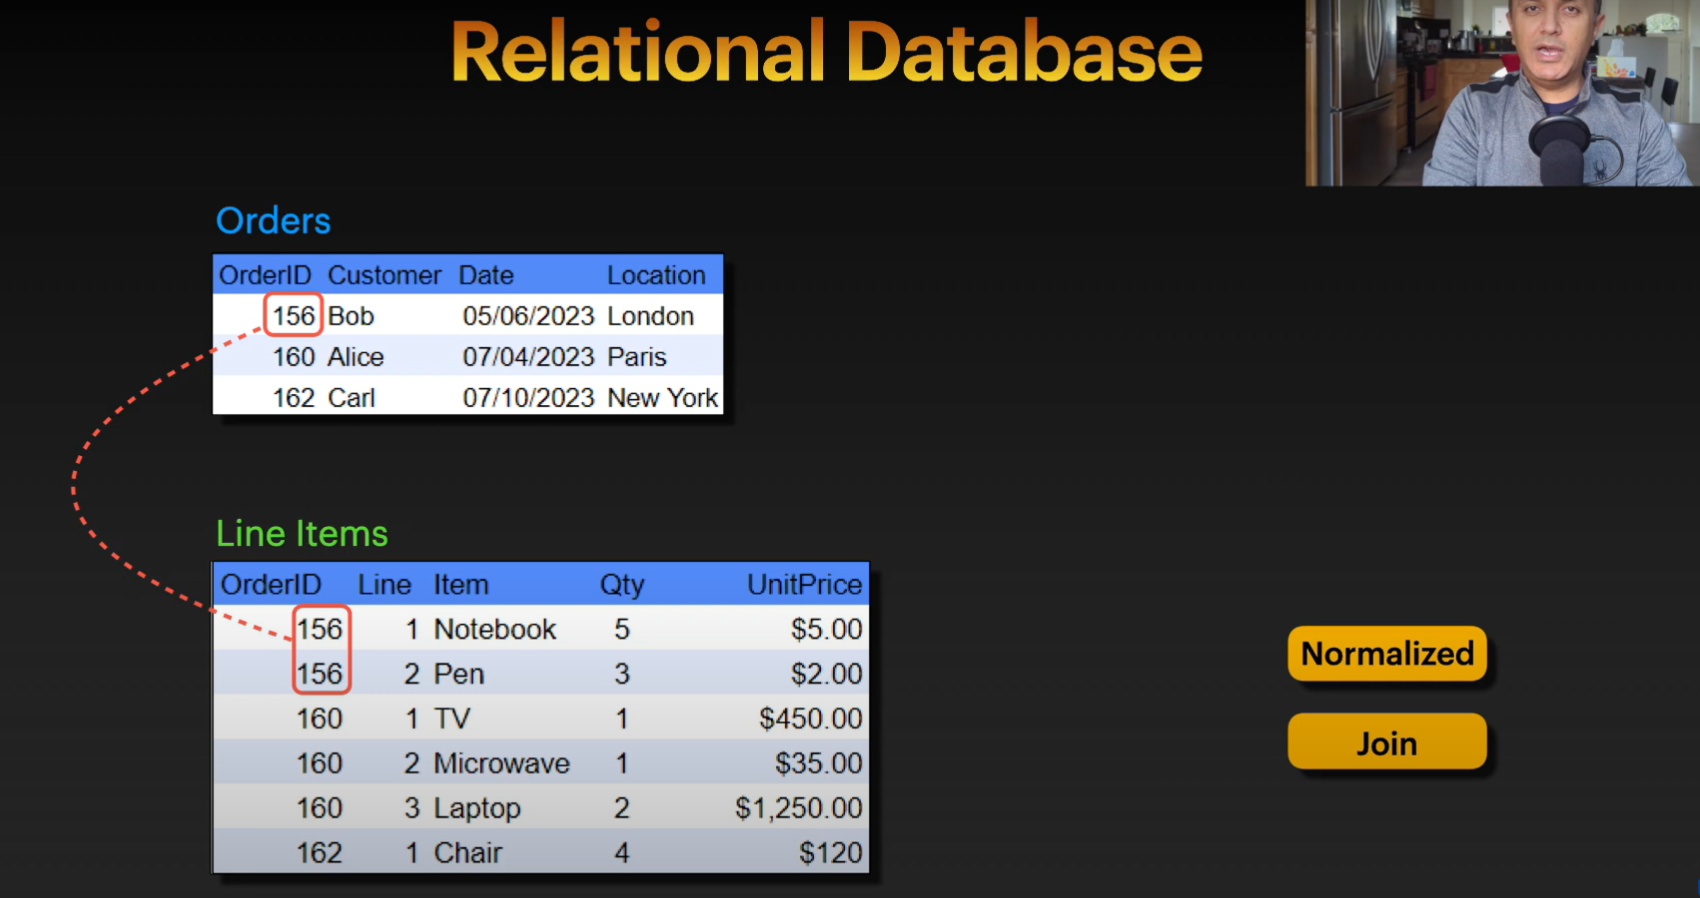 Relational Database
Orders
OrderID Customer Date Location
156 Bob 05/06/2023 London
160 Alice 07/04/2023 Paris
162 Carl 07/10/2023 New York
Line Items
OrderID Line Item Qty UnitPrice
156 1 Notebook 5 $5.00
156 2 Pen 3 $2.00
160 1 TV 1 $450.00
160 2 Microwave 1 $35.00
160 3 Laptop 2 $1,250.00
162 1 Chair 4 $120
Normalized
Join